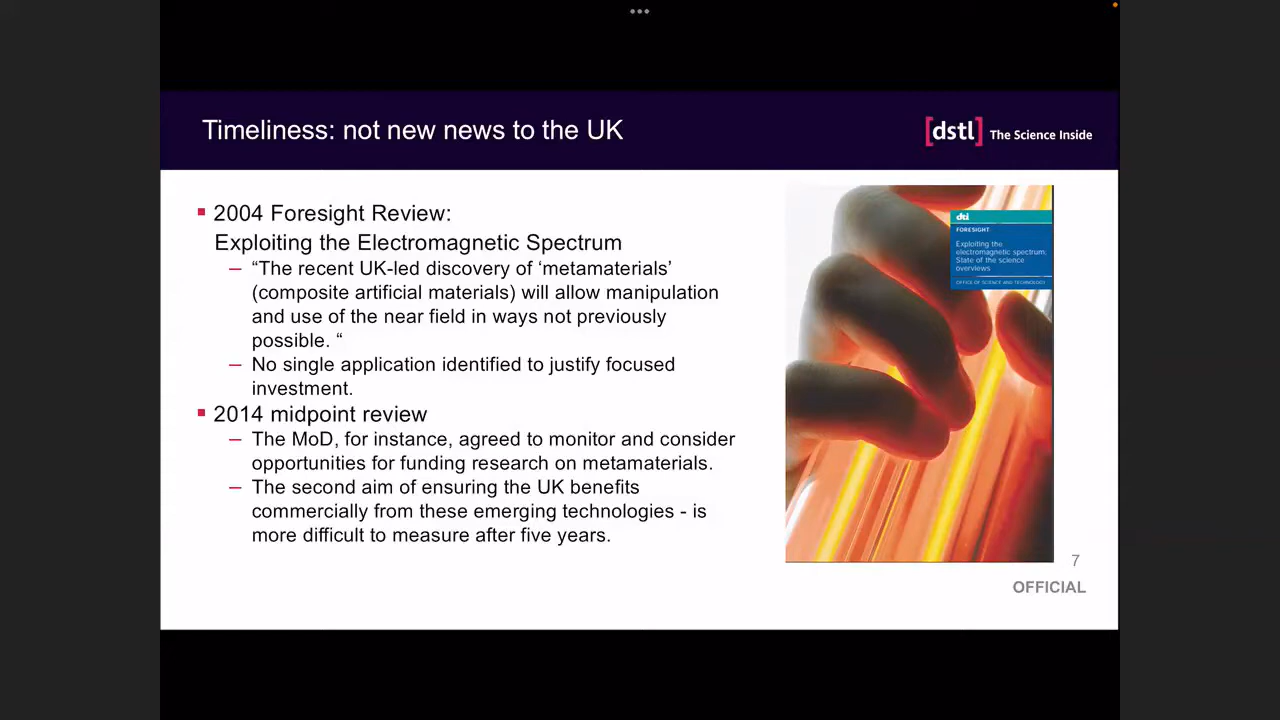 Timeliness: not new news to the UK
[dstl] The Science Inside
2004 Foresight Review:
Exploiting the Electromagnetic Spectrum
– “The recent UK-led discovery of ‘metamaterials’
(composite artificial materials) will allow manipulation
and use of the near field in ways not previously
possible. “
– No single application identified to justify focused
investment.
2014 midpoint review
– The MoD, for instance, agreed to monitor and consider
opportunities for funding research on metamaterials.
– The second aim of ensuring the UK benefits
commercially from these emerging technologies - is
more difficult to measure after five years.
dti
FORESIGHT
Exploiting the
electromagnetic spectrum:
State of the science
overviews
OFFICE OF SCIENCE AND TECHNOLOGY
7
OFFICIAL